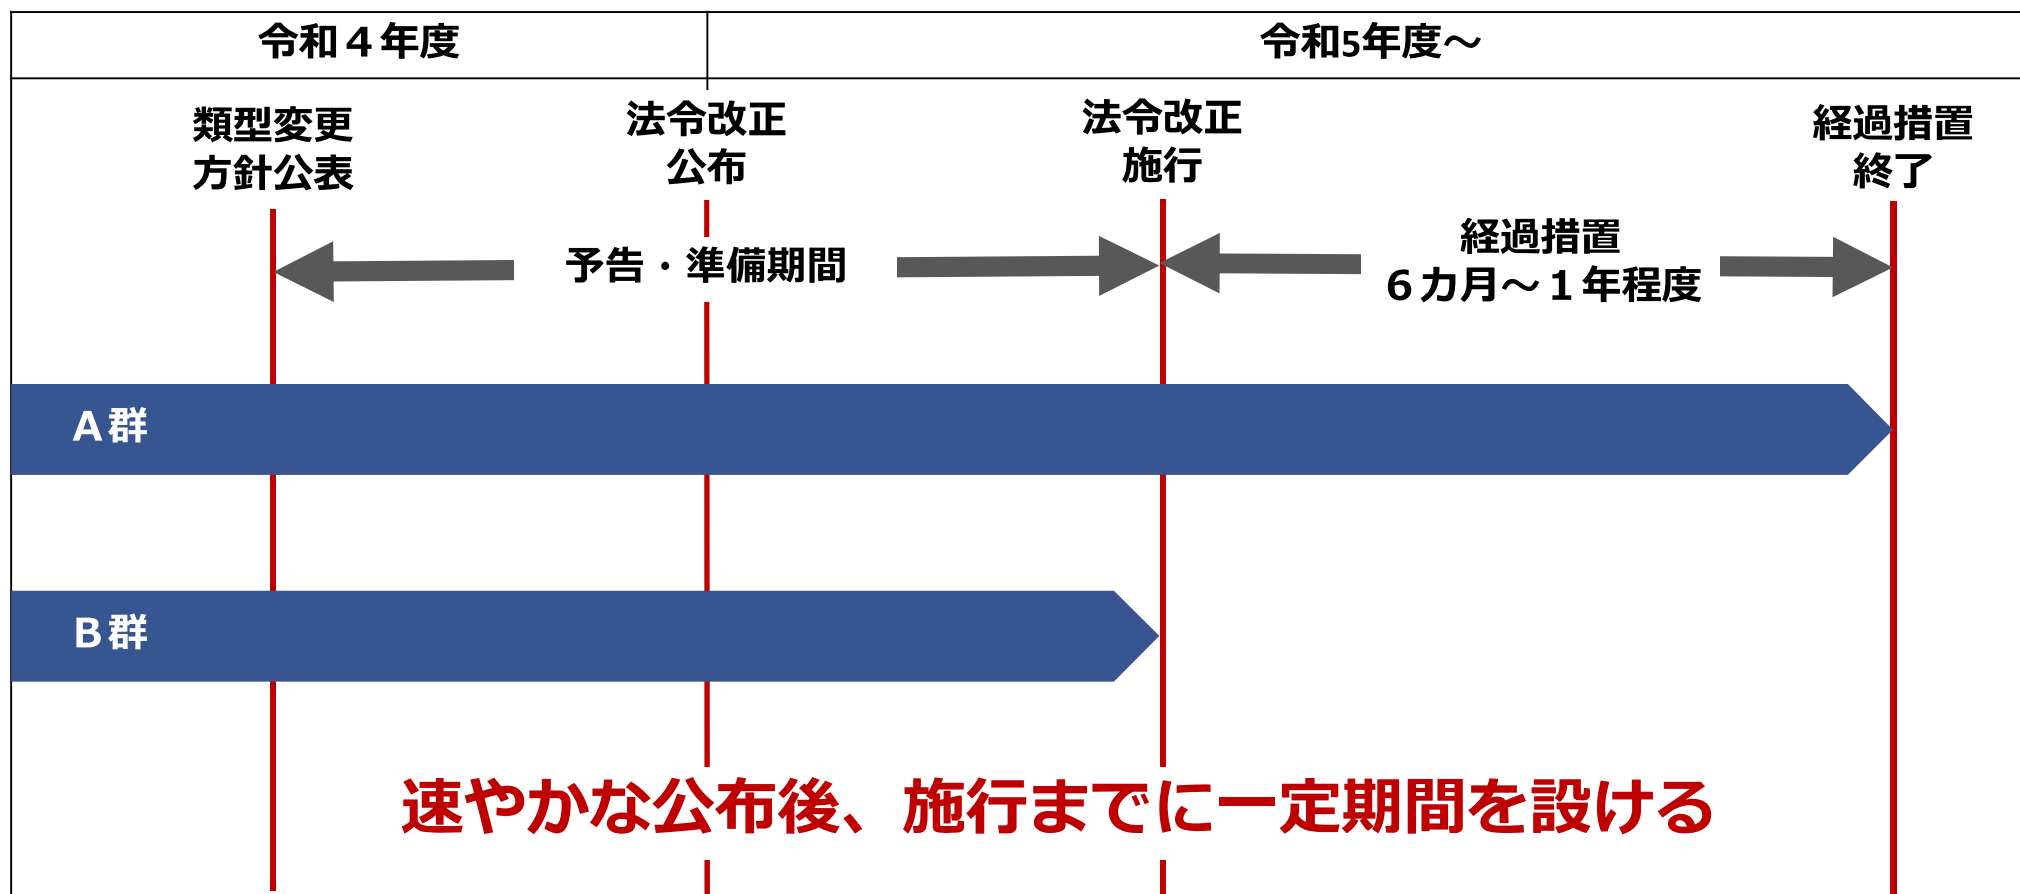 令和４年度
令和5年度～
類型変更
方針公表
法令改正
公布
法令改正
施行
経過措置
終了
予告・準備期間
経過措置
６カ月～１年程度
Ａ群
Ｂ群
速やかな公布後、施行までに一定期間を設ける